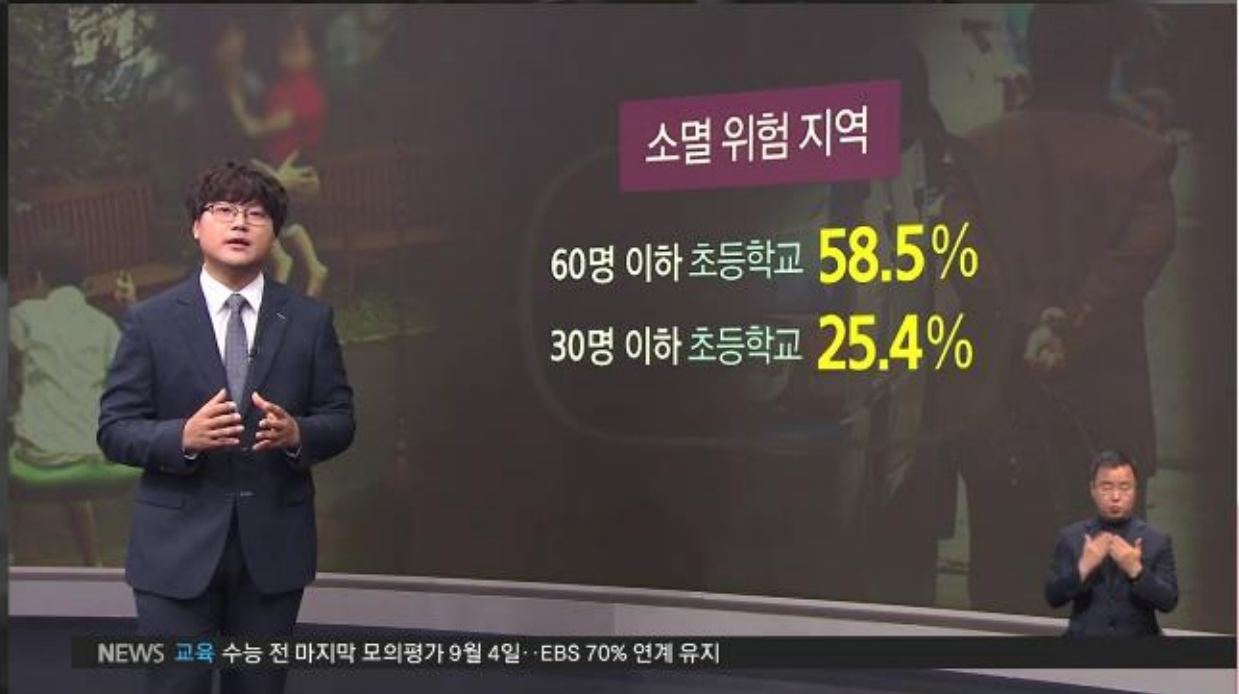 소멸 위험 지역
60명 이하 초등학교 58.5%
30명 이하 초등학교 25.4%
NEWS 교육 수능 전 마지막 모의평가 9월 4일··EBS 70% 연계 유지